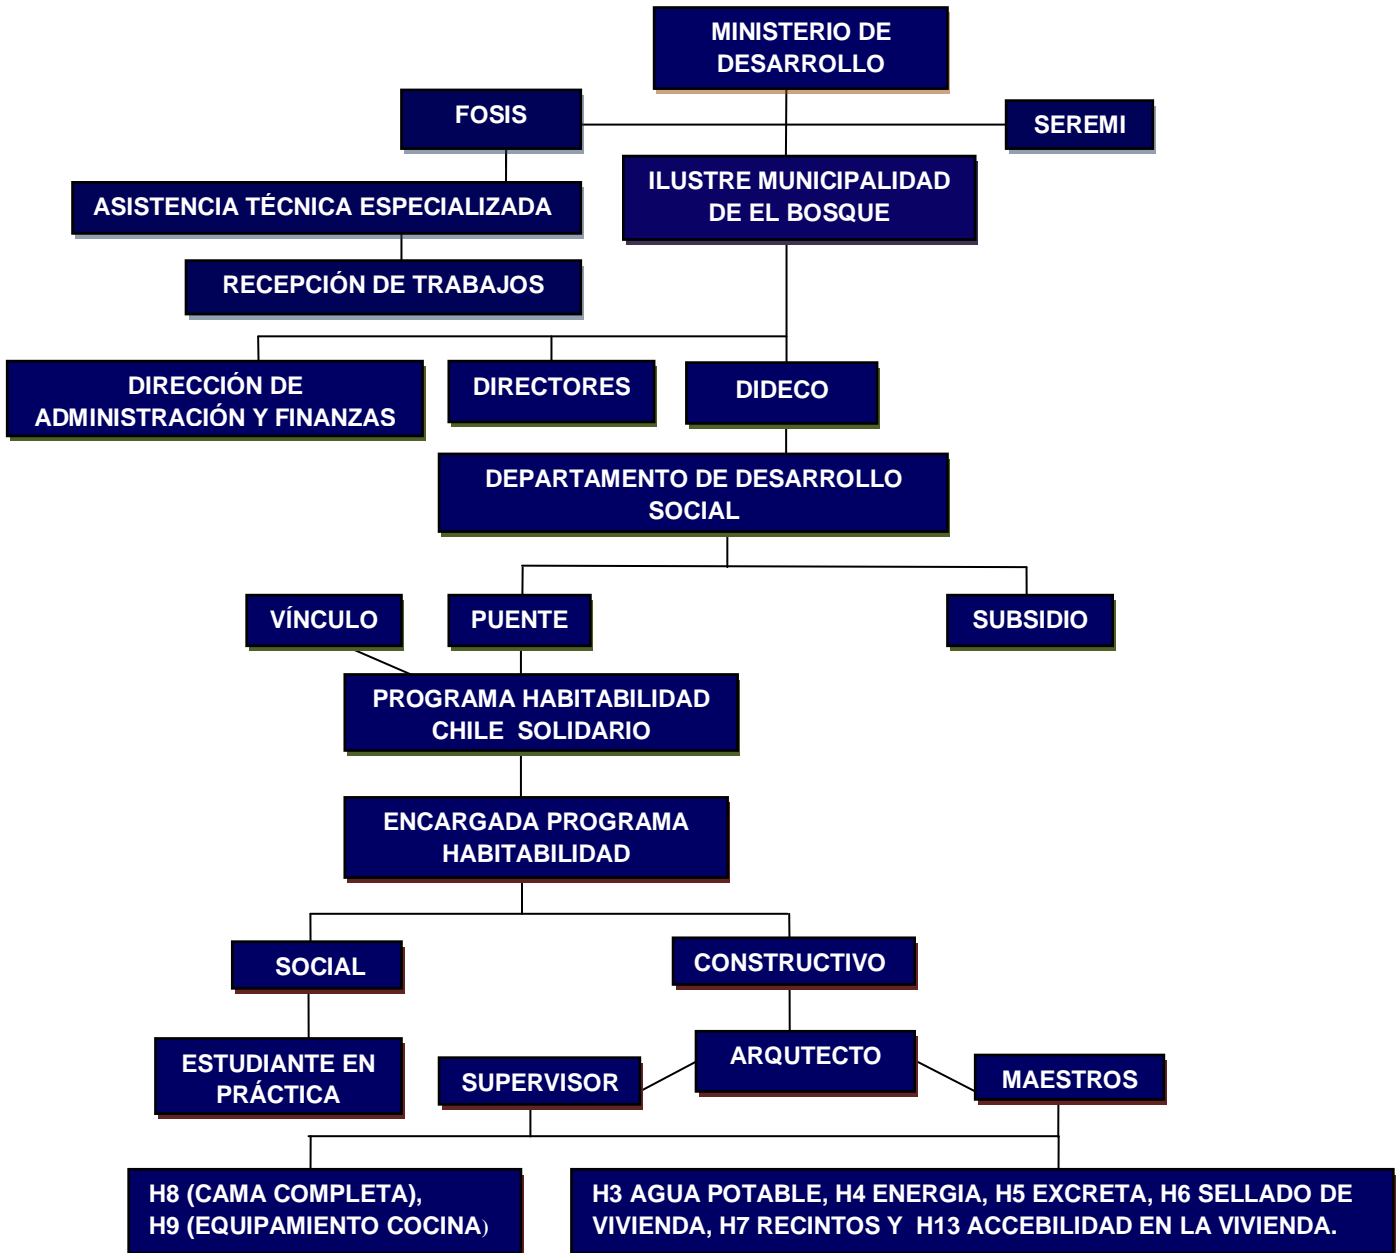 MINISTERIO DE
DESARROLLO
FOSIS
SEREMI
ILUSTRE MUNICIPALIDAD
DE EL BOSQUE
ASISTENCIA TÉCNICA ESPECIALIZADA
RECEPCIÓN DE TRABAJOS
DIRECCIÓN DE
ADMINISTRACIÓN Y FINANZAS
DIRECTORES
DIDECO
DEPARTAMENTO DE DESARROLLO
SOCIAL
VÍNCULO
PUENTE
SUBSIDIO
PROGRAMA HABITABILIDAD
CHILE SOLIDARIO
ENCARGADA PROGRAMA
HABITABILIDAD
SOCIAL
CONSTRUCTIVO
ESTUDIANTE EN
PRÁCTICA
SUPERVISOR
ARQUTECTO
MAESTROS
H8 (CAMA COMPLETA),
H9 (EQUIPAMIENTO COCINA)
H3 AGUA POTABLE, H4 ENERGIA, H5 EXCRETA, H6 SELLADO DE
VIVIENDA, H7 RECINTOS Y H13 ACCEBILIDAD EN LA VIVIENDA.